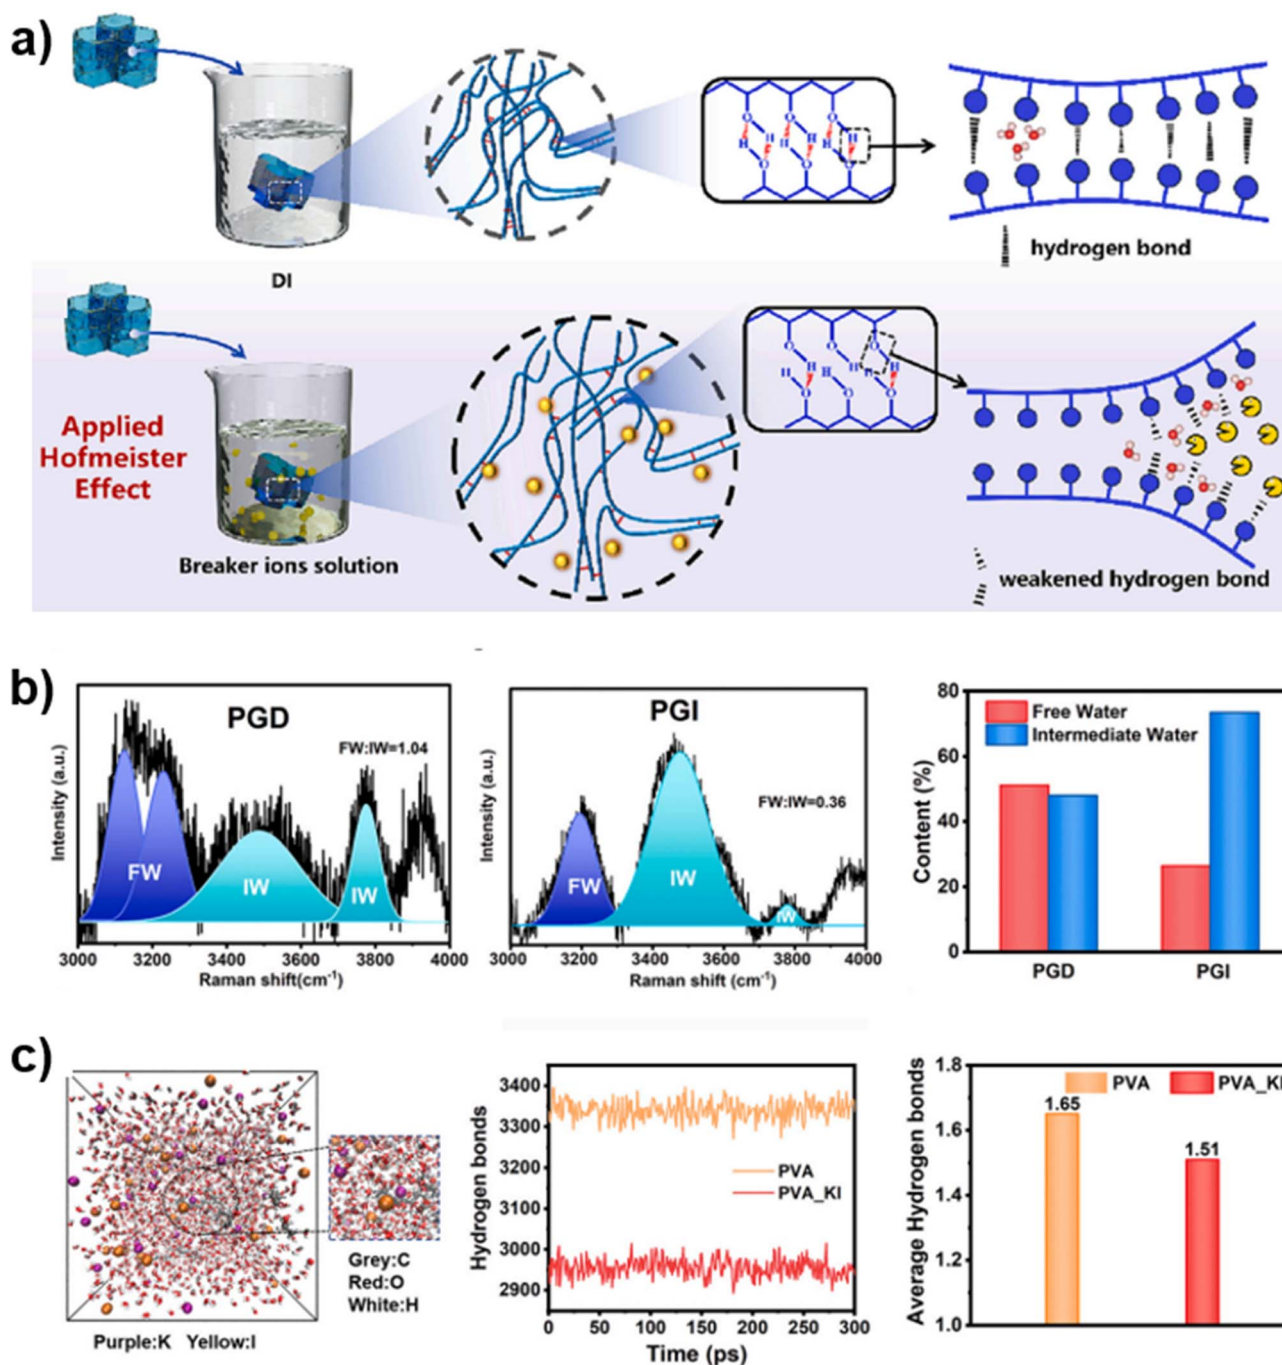 a)
O O O
H H H
H H H
O O O
hydrogen bond
DI
Applied
Hofmeister
Effect
O O O
H H H
H H H
O O O
Breaker ions solution
weakened hydrogen bond
b)
PGD
FW:IW=1.04
Intensity (a.u.)
FW
IW
IW
3000 3200 3400 3600 3800 4000
Raman shift(cm⁻¹)
PGI
FW:IW=0.36
Intensity (a.u.)
FW
IW
IW
3000 3200 3400 3600 3800 4000
Raman shift (cm⁻¹)
Free Water
Intermediate Water
Content (%)
80
60
40
20
0
PGD PGI
c)
Grey:C
Red:O
White:H
Purple:K Yellow:I
Hydrogen bonds
3400
3300
3200
3100
3000
2900
PVA
PVA_KI
0 50 100 150 200 250 300
Time (ps)
Average Hydrogen bonds
1.8
1.6
1.4
1.2
1.0
PVA PVA_KI
1.65
1.51